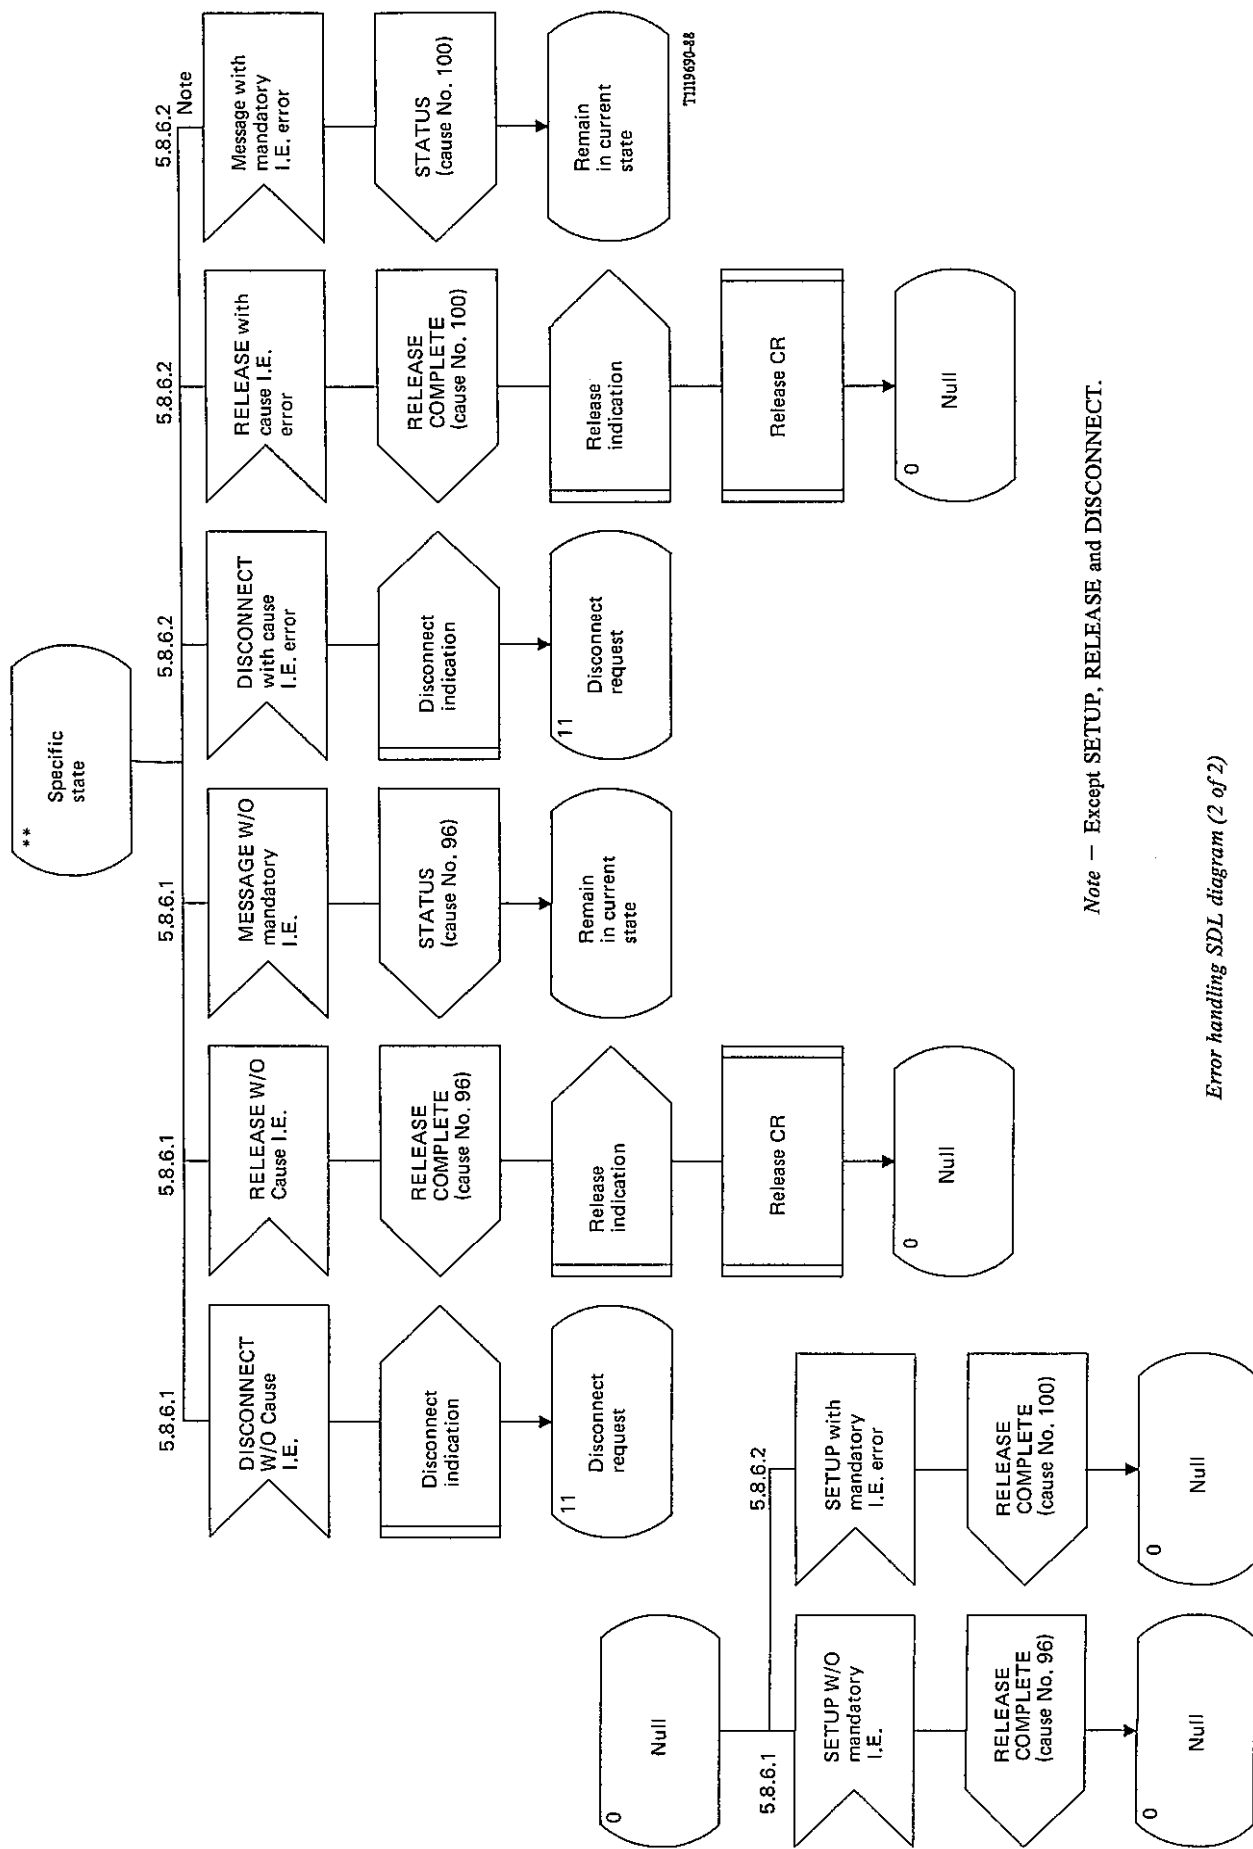 **
Specific
state
5.8.6.1
DISCONNECT
W/O Cause
I.E.
Disconnect
indication
11
Disconnect
request
5.8.6.1
RELEASE W/O
Cause I.E.
RELEASE
COMPLETE
(cause No. 96)
Release
indication
Release CR
0
Null
5.8.6.1
MESSAGE W/O
mandatory
I.E.
STATUS
(cause No. 96)
Remain
in current
state
5.8.6.2
DISCONNECT
with cause
I.E. error
Disconnect
indication
11
Disconnect
request
5.8.6.2
RELEASE with
cause I.E.
error
RELEASE
COMPLETE
(cause No. 100)
Release
indication
Release CR
0
Null
5.8.6.2
Note
Message with
mandatory
I.E. error
STATUS
(cause No. 100)
Remain
in current
state
T1119690-88
0
Null
5.8.6.1
SETUP W/O
mandatory
I.E.
RELEASE
COMPLETE
(cause No. 96)
0
Null
5.8.6.2
SETUP with
mandatory
I.E. error
RELEASE
COMPLETE
(cause No. 100)
0
Null
Note — Except SETUP, RELEASE and DISCONNECT.
Error handling SDL diagram (2 of 2)